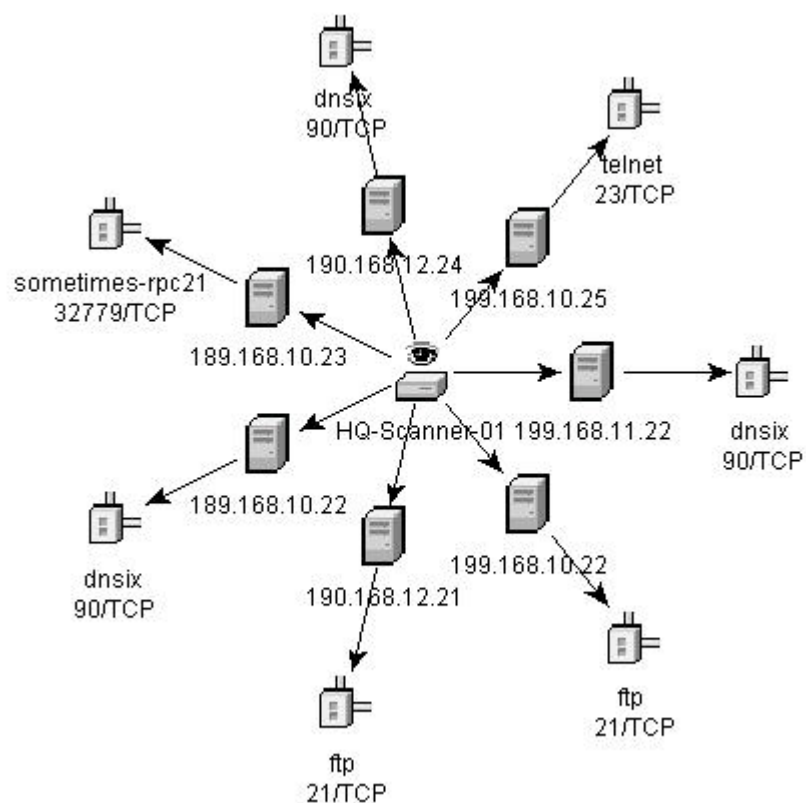 dnsix
90/TCP
telnet
23/TCP
190.168.12.24
199.168.10.25
sometimes-rpc21
32779/TCP
189.168.10.23
HQ-Scanner-01
199.168.11.22
dnsix
90/TCP
189.168.10.22
199.168.10.22
dnsix
90/TCP
190.168.12.21
ftp
21/TCP
ftp
21/TCP